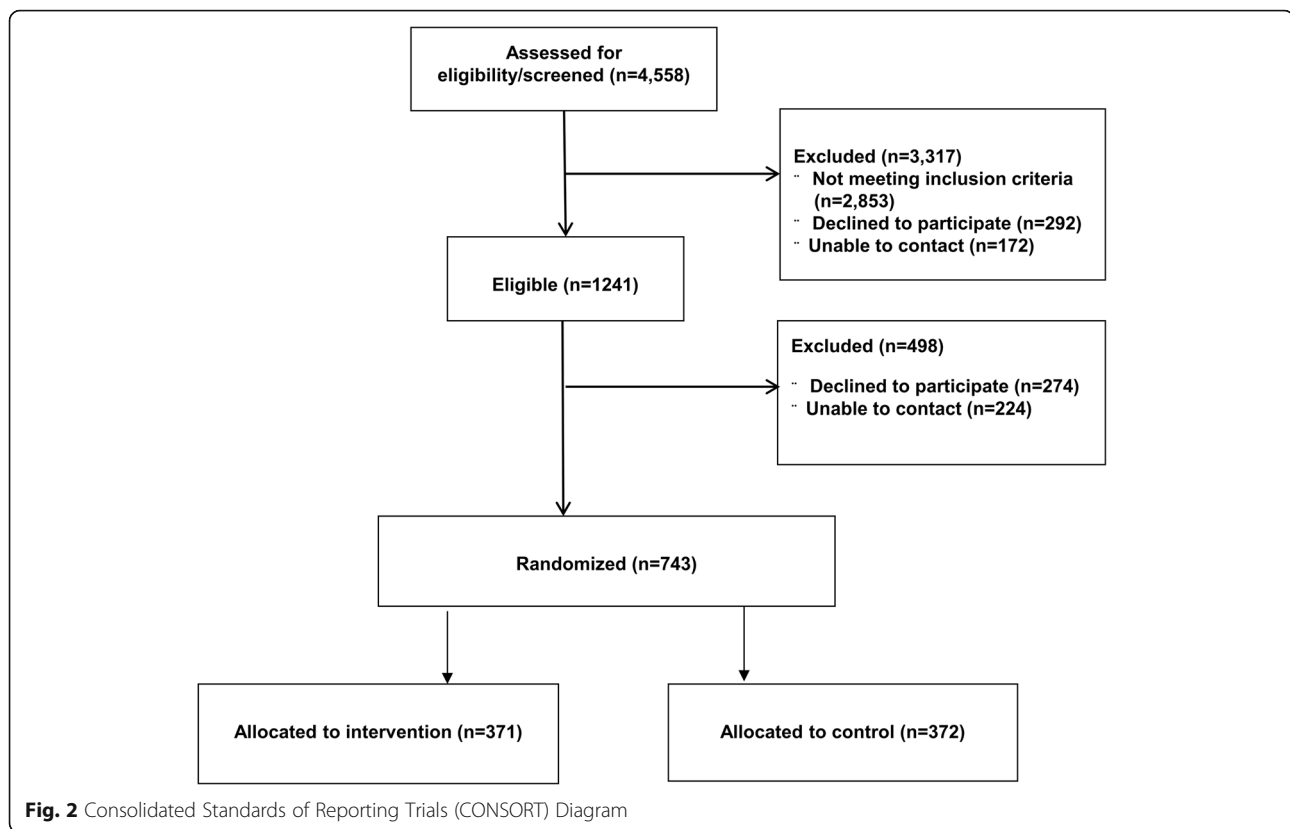 Assessed for
eligibility/screened (n=4,558)
Excluded (n=3,317)
¨ Not meeting inclusion criteria
(n=2,853)
¨ Declined to participate (n=292)
¨ Unable to contact (n=172)
Eligible (n=1241)
Excluded (n=498)
¨ Declined to participate (n=274)
¨ Unable to contact (n=224)
Randomized (n=743)
Allocated to intervention (n=371)
Allocated to control (n=372)
Fig. 2 Consolidated Standards of Reporting Trials (CONSORT) Diagram